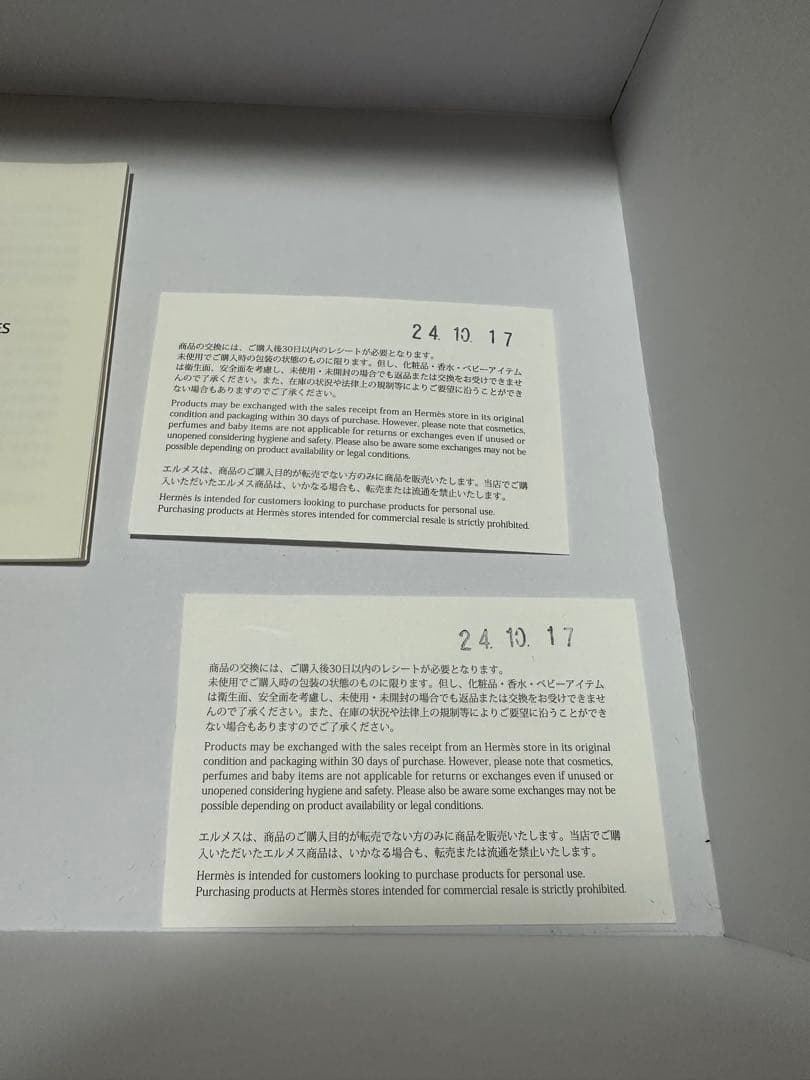 ES
24. 10. 17
商品の交換には、ご購入後30日以内のレシートが必要となります。
未使用でご購入時の包装の状態のものに限ります。但し、化粧品・香水・ベビーアイテム
は衛生面、安全面を考慮し、未使用・未開封の場合でも返品または交換をお受けできませ
んので了承ください。また、在庫の状況や法律上の規制等によりご要望に沿うことができ
ない場合もありますのでご了承ください。
Products may be exchanged with the sales receipt from an Hermès store in its original
condition and packaging within 30 days of purchase. However, please note that cosmetics,
perfumes and baby items are not applicable for returns or exchanges even if unused or
unopened considering hygiene and safety. Please also be aware some exchanges may not be
possible depending on product availability or legal conditions.
エルメスは、商品のご購入目的が転売でない方のみに商品を販売いたします。当店でご購
入いただいたエルメス商品は、いかなる場合も、転売または流通を禁止いたします。
Hermès is intended for customers looking to purchase products for personal use.
Purchasing products at Hermès stores intended for commercial resale is strictly prohibited.
24. 10. 17
商品の交換には、ご購入後30日以内のレシートが必要となります。
未使用でご購入時の包装の状態のものに限ります。但し、化粧品・香水・ベビーアイテム
は衛生面、安全面を考慮し、未使用・未開封の場合でも返品または交換をお受けできませ
んので了承ください。また、在庫の状況や法律上の規制等によりご要望に沿うことができ
ない場合もありますのでご了承ください。
Products may be exchanged with the sales receipt from an Hermès store in its original
condition and packaging within 30 days of purchase. However, please note that cosmetics,
perfumes and baby items are not applicable for returns or exchanges even if unused or
unopened considering hygiene and safety. Please also be aware some exchanges may not be
possible depending on product availability or legal conditions.
エルメスは、商品のご購入目的が転売でない方のみに商品を販売いたします。当店でご購
入いただいたエルメス商品は、いかなる場合も、転売または流通を禁止いたします。
Hermès is intended for customers looking to purchase products for personal use.
Purchasing products at Hermès stores intended for commercial resale is strictly prohibited.